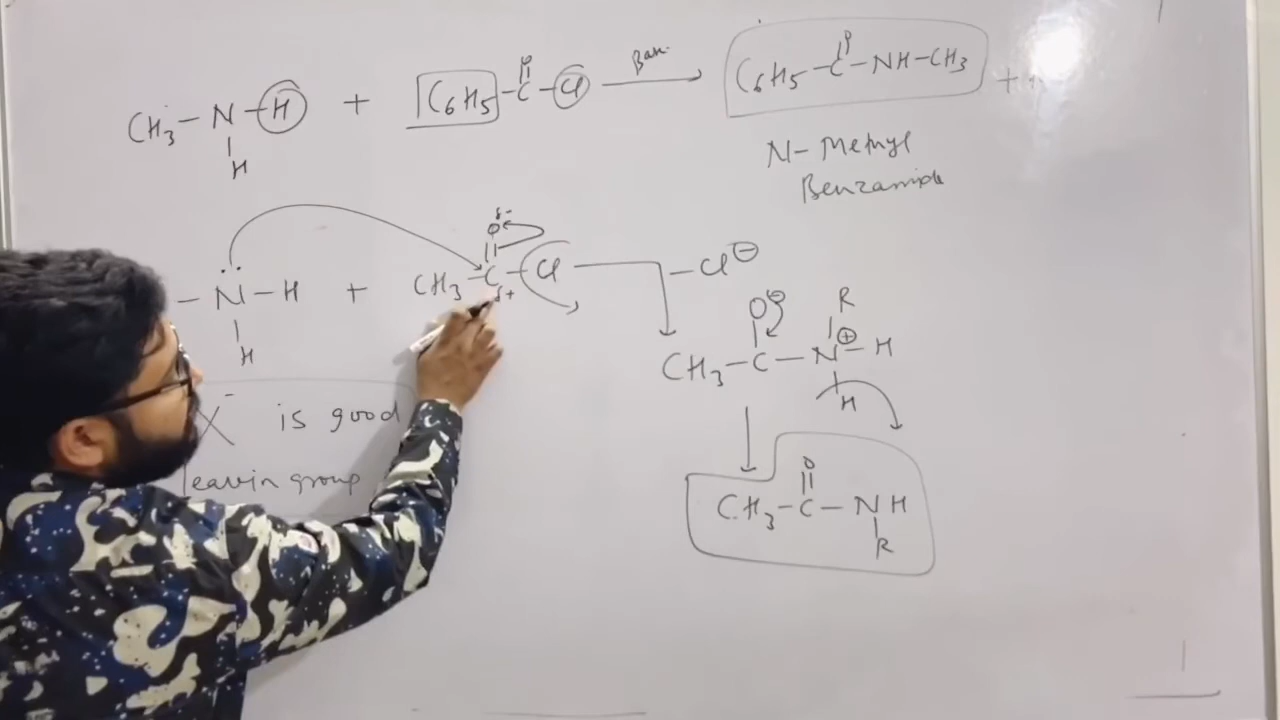 CH3 – N – H + C6H5 – C – Cl Base C6H5 – C – NH – CH3 +
O
O
H
N – Methyl
Benzamide
δ-
O
– N̈ – H + CH3 – C – Cl – Cl⊖
δ+
H
O⊖ R
CH3 – C – N⊕ – H
H
X⁻ is good
leavin group
O
CH3 – C – NH
R